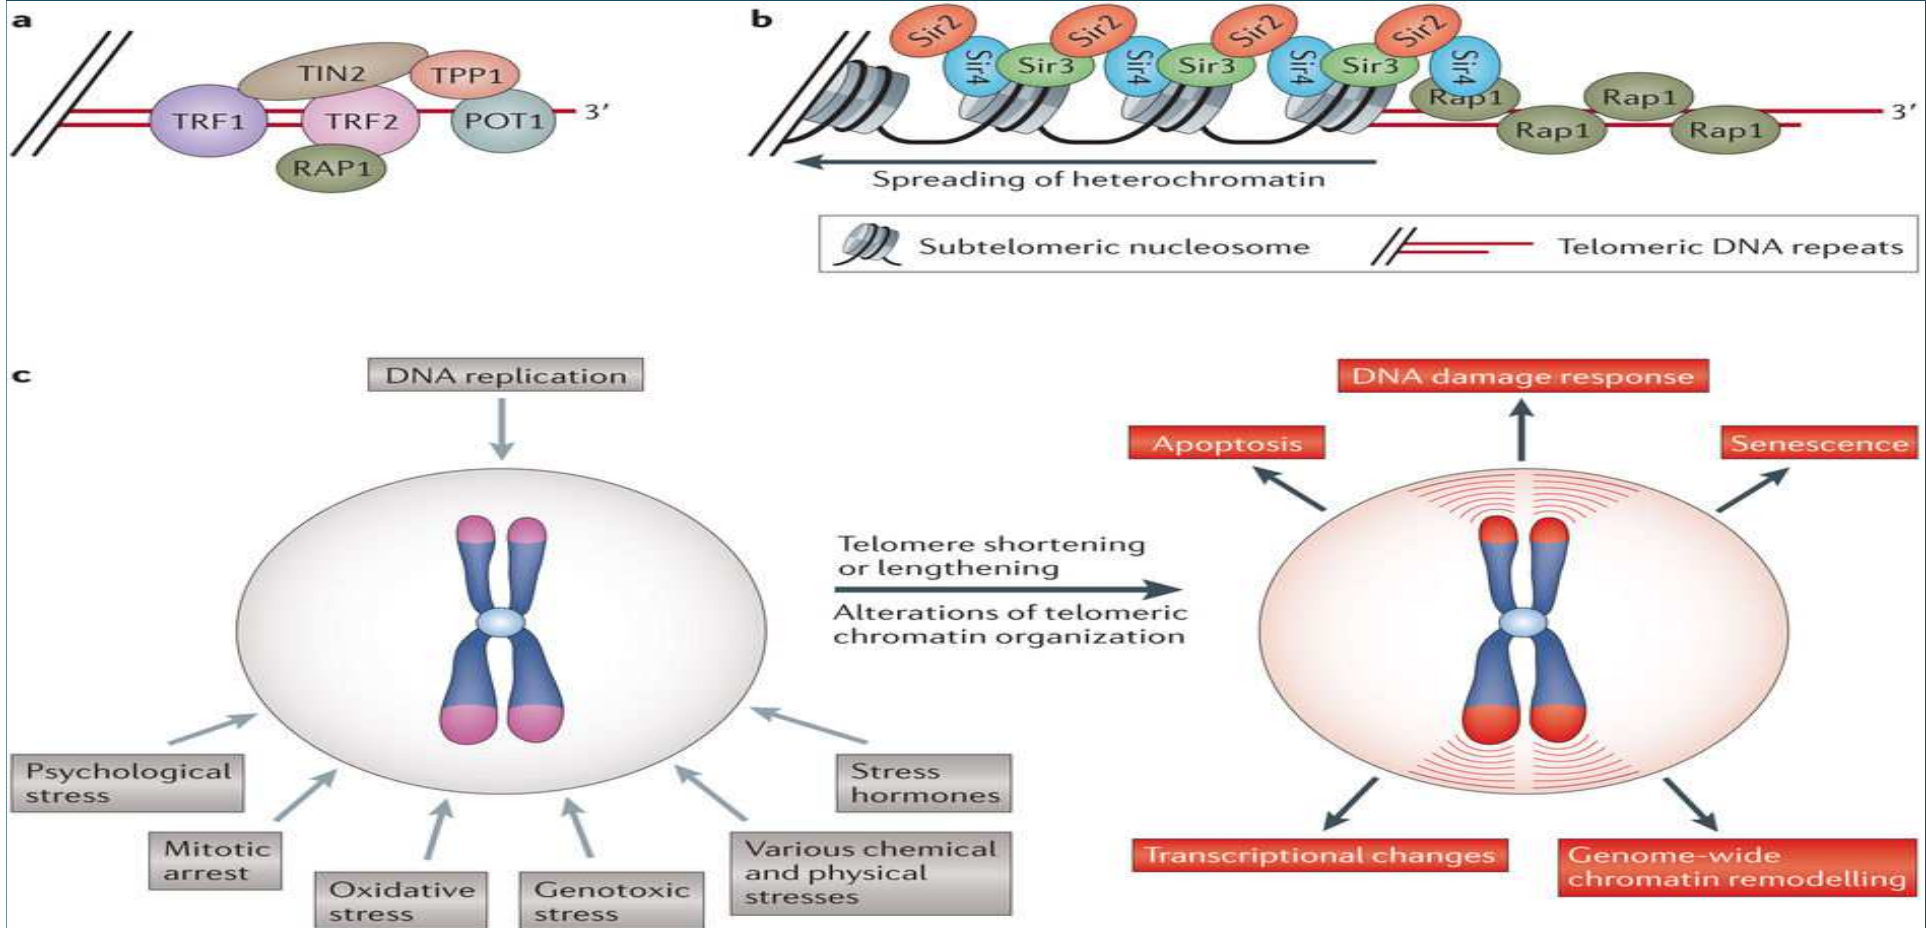 a
TIN2
TPP1
TRF1
TRF2
POT1
3′
RAP1
b
Sir2
Sir2
Sir2
Sir2
Sir4
Sir3
Sir4
Sir3
Sir4
Sir3
Sir4
Rap1
Rap1
Rap1
Rap1
3′
Spreading of heterochromatin
Subtelomeric nucleosome
Telomeric DNA repeats
c
DNA replication
Psychological
stress
Mitotic
arrest
Oxidative
stress
Genotoxic
stress
Various chemical
and physical
stresses
Stress
hormones
Telomere shortening
or lengthening
Alterations of telomeric
chromatin organization
DNA damage response
Apoptosis
Senescence
Transcriptional changes
Genome-wide
chromatin remodelling